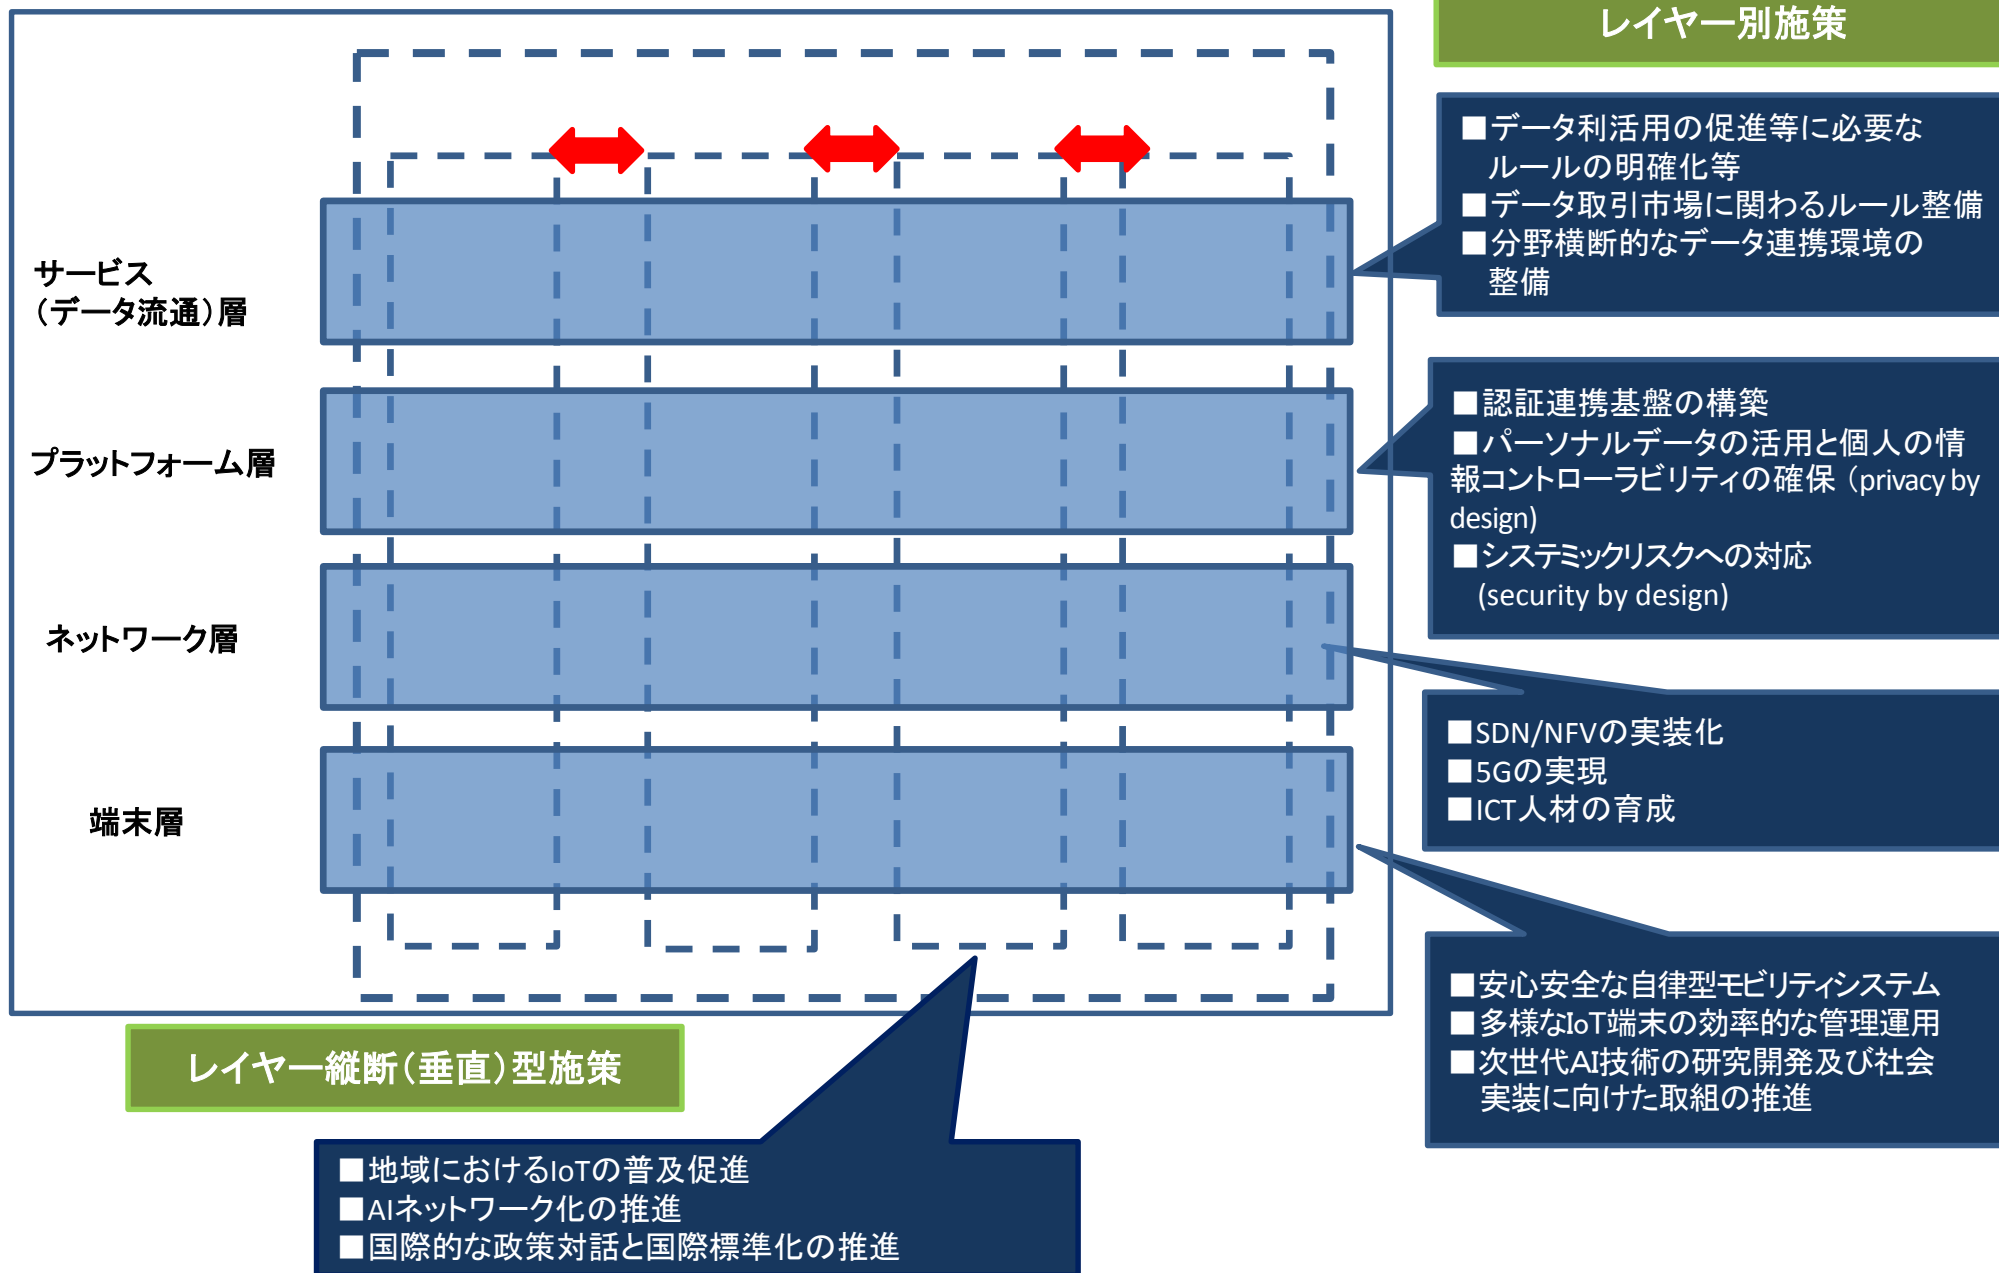 レイヤー別施策
■データ利活用の促進等に必要な
ルールの明確化等
■データ取引市場に関わるルール整備
■分野横断的なデータ連携環境の
整備
サービス
（データ流通）層
■認証連携基盤の構築
■パーソナルデータの活用と個人の情
報コントローラビリティの確保（privacy by
design)
■システミックリスクへの対応
(security by design)
プラットフォーム層
ネットワーク層
■SDN/NFVの実装化
■5Gの実現
■ICT人材の育成
端末層
■安心安全な自律型モビリティシステム
■多様なIoT端末の効率的な管理運用
■次世代AI技術の研究開発及び社会
実装に向けた取組の推進
レイヤー縦断（垂直）型施策
■地域におけるIoTの普及促進
■AIネットワーク化の推進
■国際的な政策対話と国際標準化の推進